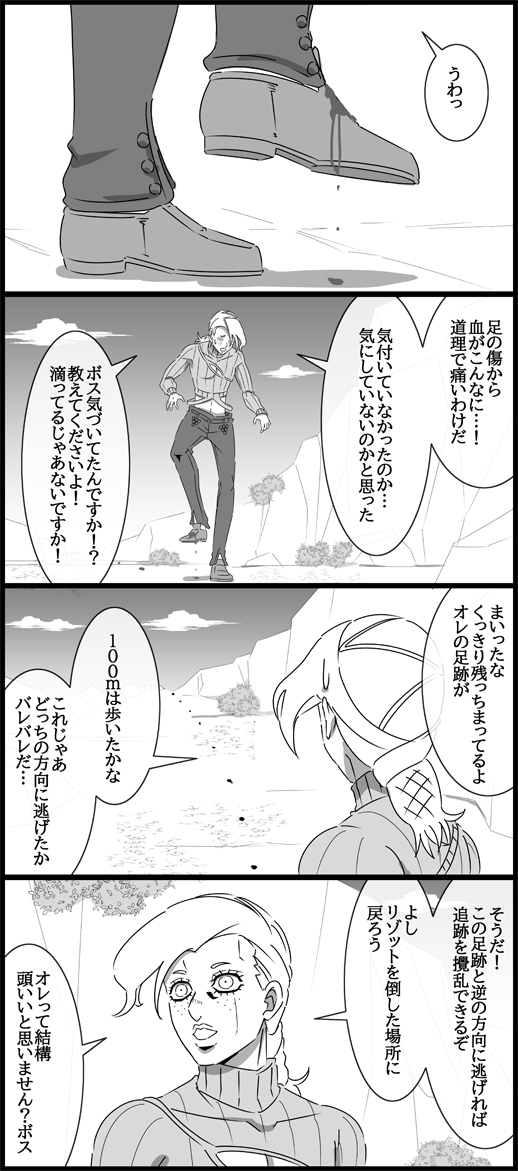 うわっ
足の傷から
血がこんなに…！
道理で痛いわけだ
気付いていなかったのか…
気にしていないのかと思った
ボス気づいてたんですか！？
教えてくださいよ！
滴ってるじゃあないですか！
まいったな
くっきり残っちまってるよ
オレの足跡が
100mは歩いたかな
これじゃあ
どっちの方向に逃げたか
バレバレだ…
そうだ！
この足跡と逆の方向に逃げれば
追跡を攪乱できるぞ
よし
リゾットを倒した場所に
戻ろう
オレって結構
頭いいと思いません？ボス